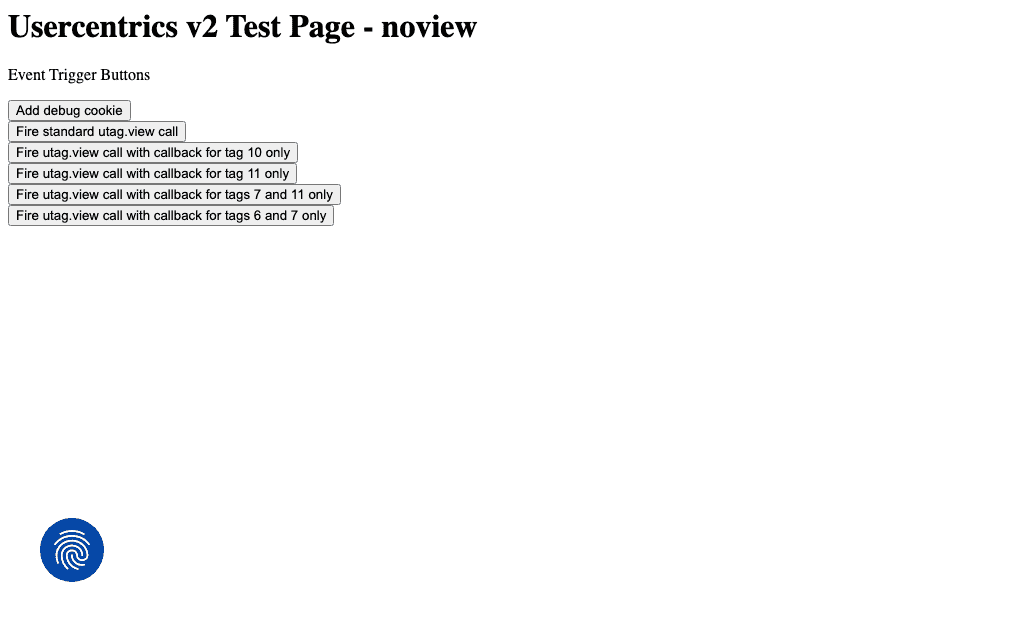 Usercentrics v2 Test Page - noview
Event Trigger Buttons
Add debug cookie
Fire standard utag.view call
Fire utag.view call with callback for tag 10 only
Fire utag.view call with callback for tag 11 only
Fire utag.view call with callback for tags 7 and 11 only
Fire utag.view call with callback for tags 6 and 7 only